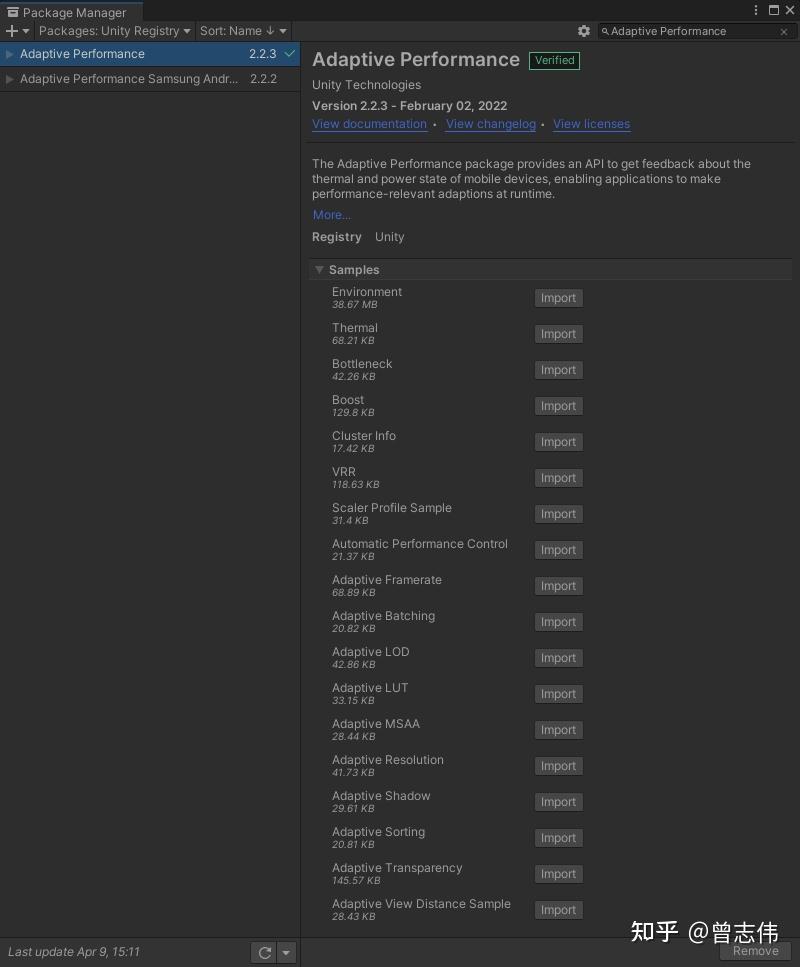 Package Manager
Packages: Unity Registry
Sort: Name ↓
Adaptive Performance
Adaptive Performance 2.2.3
Adaptive Performance Samsung Andr... 2.2.2
Adaptive Performance Verified
Unity Technologies
Version 2.2.3 - February 02, 2022
View documentation • View changelog • View licenses
The Adaptive Performance package provides an API to get feedback about the
thermal and power state of mobile devices, enabling applications to make
performance-relevant adaptions at runtime.
More...
Registry Unity
Samples
Environment Import
38.67 MB
Thermal Import
68.21 KB
Bottleneck Import
42.26 KB
Boost Import
129.8 KB
Cluster Info Import
17.42 KB
VRR Import
118.63 KB
Scaler Profile Sample Import
31.4 KB
Automatic Performance Control Import
21.37 KB
Adaptive Framerate Import
68.89 KB
Adaptive Batching Import
20.82 KB
Adaptive LOD Import
42.86 KB
Adaptive LUT Import
33.15 KB
Adaptive MSAA Import
28.44 KB
Adaptive Resolution Import
41.73 KB
Adaptive Shadow Import
29.61 KB
Adaptive Sorting Import
20.81 KB
Adaptive Transparency Import
145.57 KB
Adaptive View Distance Sample Import
28.43 KB
知乎 @曾志伟
Last update Apr 9, 15:11
Remove